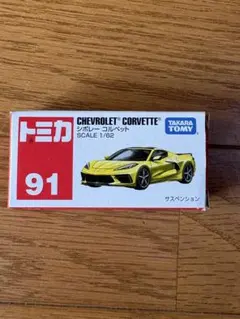 トミカ
91
CHEVROLET® CORVETTE®
シボレー コルベット
SCALE 1/62
TAKARA
TOMY
サスペンション